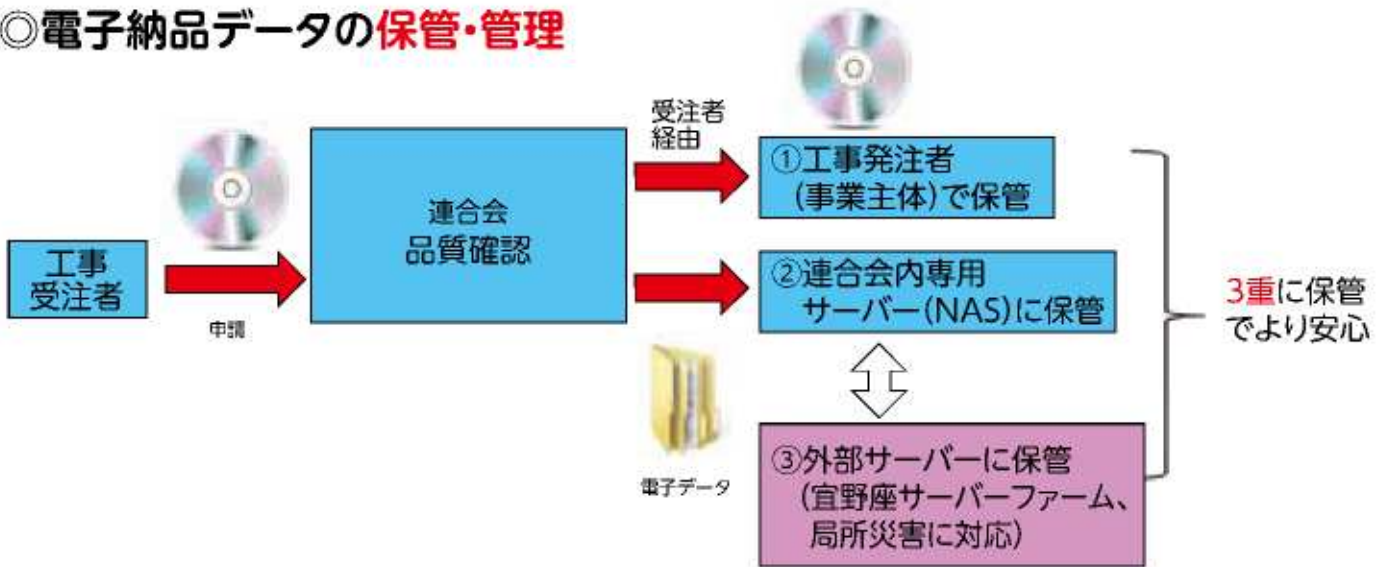 ◎電子納品データの保管・管理
工事
受注者
申請
連合会
品質確認
受注者
経由
①工事発注者
(事業主体)で保管
②連合会内専用
サーバー(NAS)に保管
電子データ
③外部サーバーに保管
(宜野座サーバーファーム、
局所災害に対応)
3重に保管
でより安心